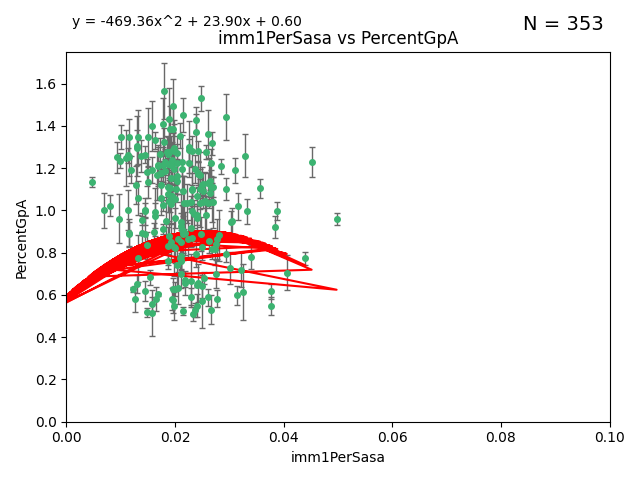 y = -469.36x^2 + 23.90x + 0.60
N = 353
imm1PerSasa vs PercentGpA
PercentGpA
1.6
1.4
1.2
1.0
0.8
0.6
0.4
0.2
0.0
0.00 0.02 0.04 0.06 0.08 0.10
imm1PerSasa